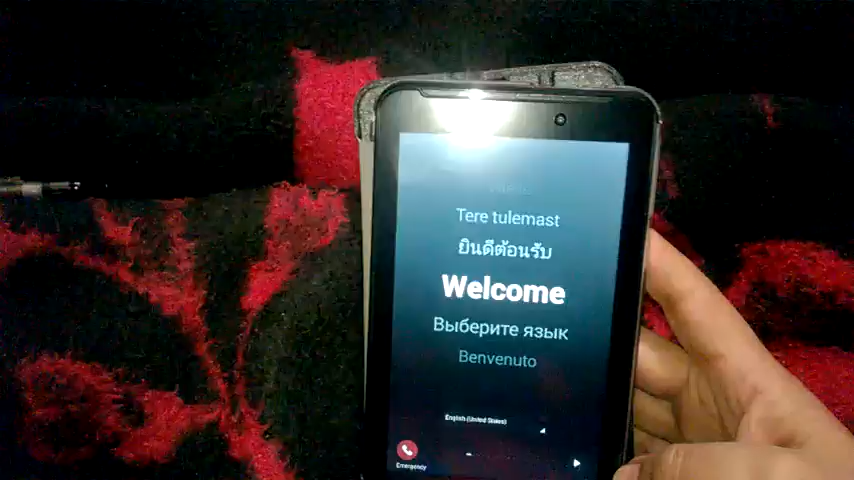 Tere tulemast
ยินดีต้อนรับ
Welcome
Выберите язык
Benvenuto
English (United States)
Emergency